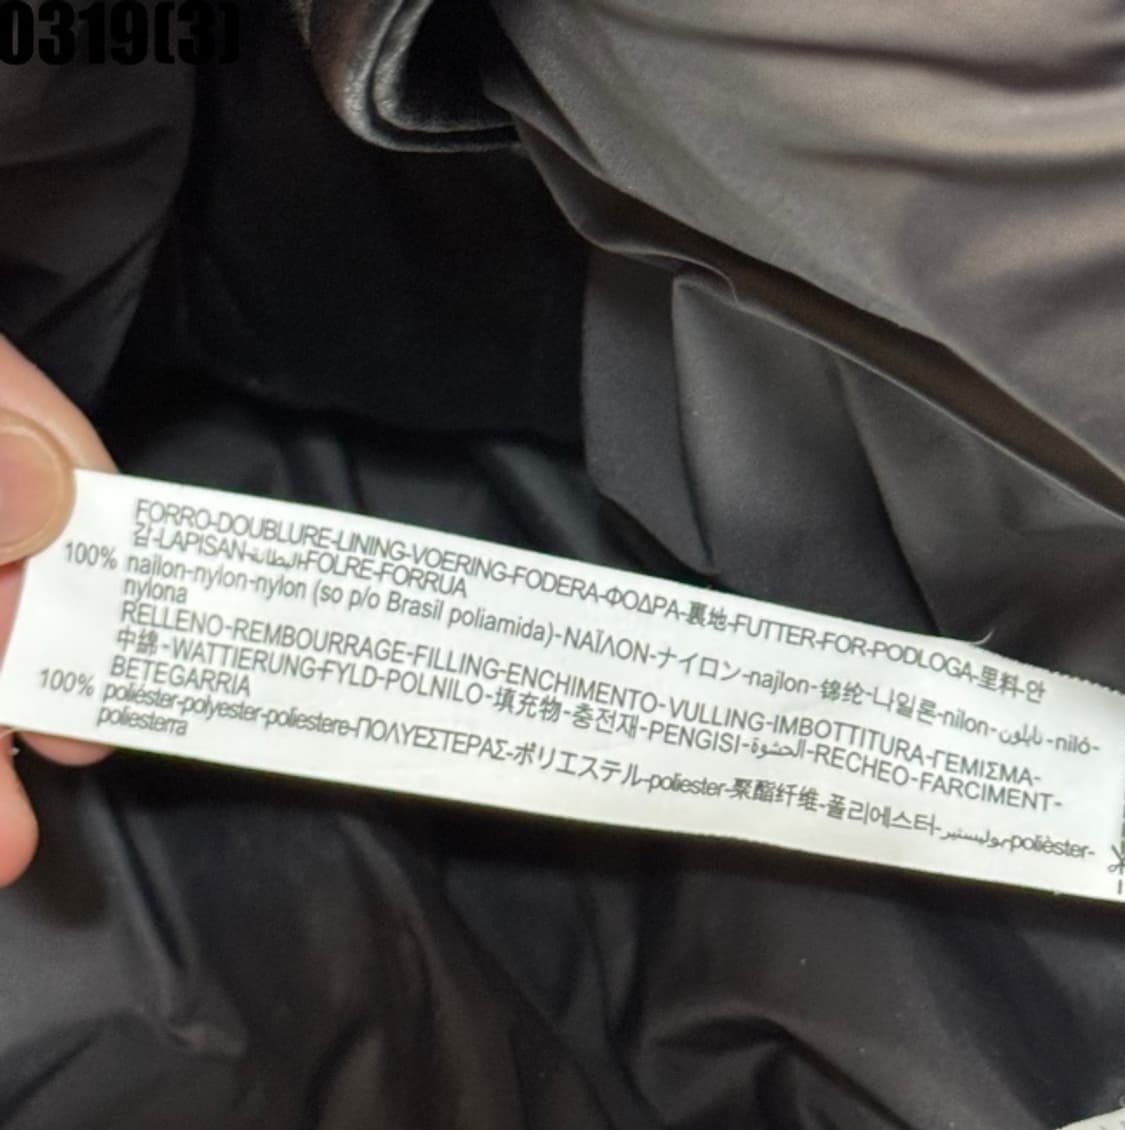 0319(3)
FORRO-DOUBLURE-LINING-VOERING-FODERA-ΦΟΔΡΑ-裏地-FUTTER-FOR-PODLOGA-里料-안
감-LAPISAN-البطانة-FOLRE-FORRUA
100% nailon-nylon-nylon (so p/o Brasil poliamida)-ΝΑΪΛΟΝ-ナイロン-najlon-锦纶-나일론-nilon-نايلون-niló-
nylona
RELLENO-REMBOURRAGE-FILLING-ENCHIMENTO-VULLING-IMBOTTITURA-ΓΕΜΙΣΜΑ-
中綿-WATTIERUNG-FYLD-POLNILO-填充物-충전재-PENGISI-الحشوة-RECHEO-FARCIMENT-
BETEGARRIA
100% poliéster-polyester-poliestere-ΠΟΛΥΕΣΤΕΡΑΣ-ポリエステル-poliester-聚酯纤维-폴리에스터-بوليستير-polièster-
poliesterra